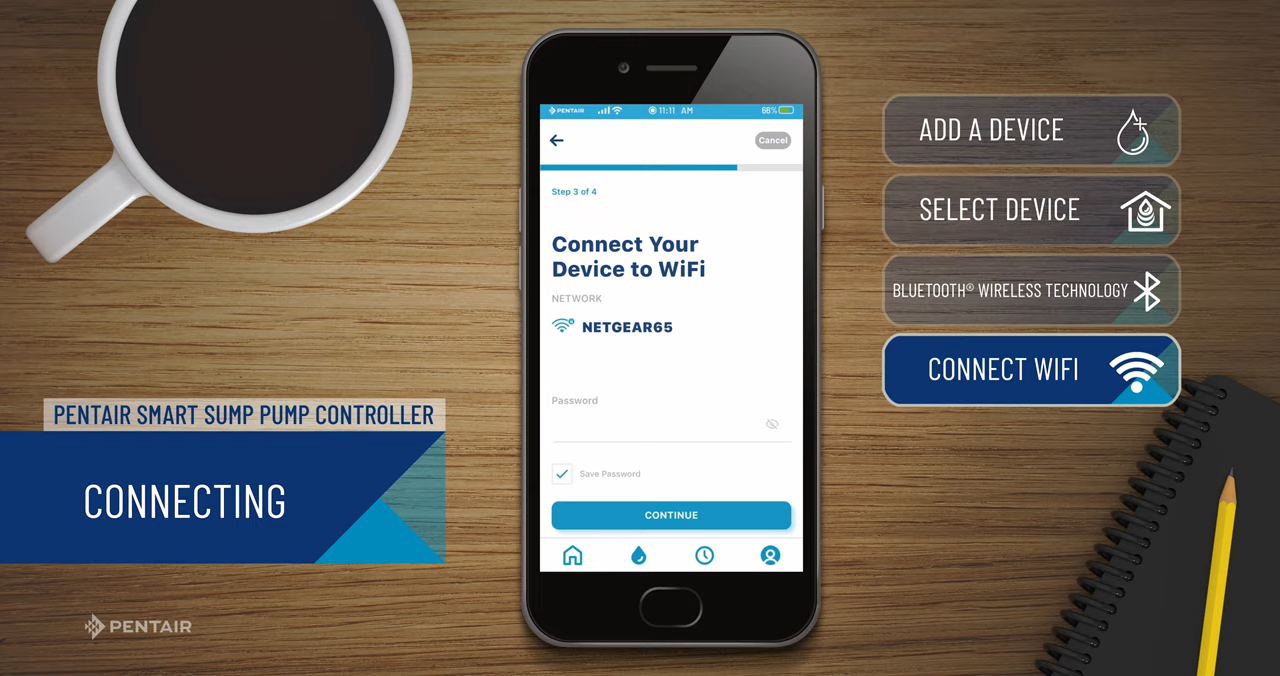 PENTAIR
11:11 AM
66%
Cancel
Step 3 of 4
Connect Your
Device to WiFi
NETWORK
NETGEAR65
Password
Save Password
CONTINUE
ADD A DEVICE
SELECT DEVICE
BLUETOOTH® WIRELESS TECHNOLOGY
CONNECT WIFI
PENTAIR SMART SUMP PUMP CONTROLLER
CONNECTING
PENTAIR